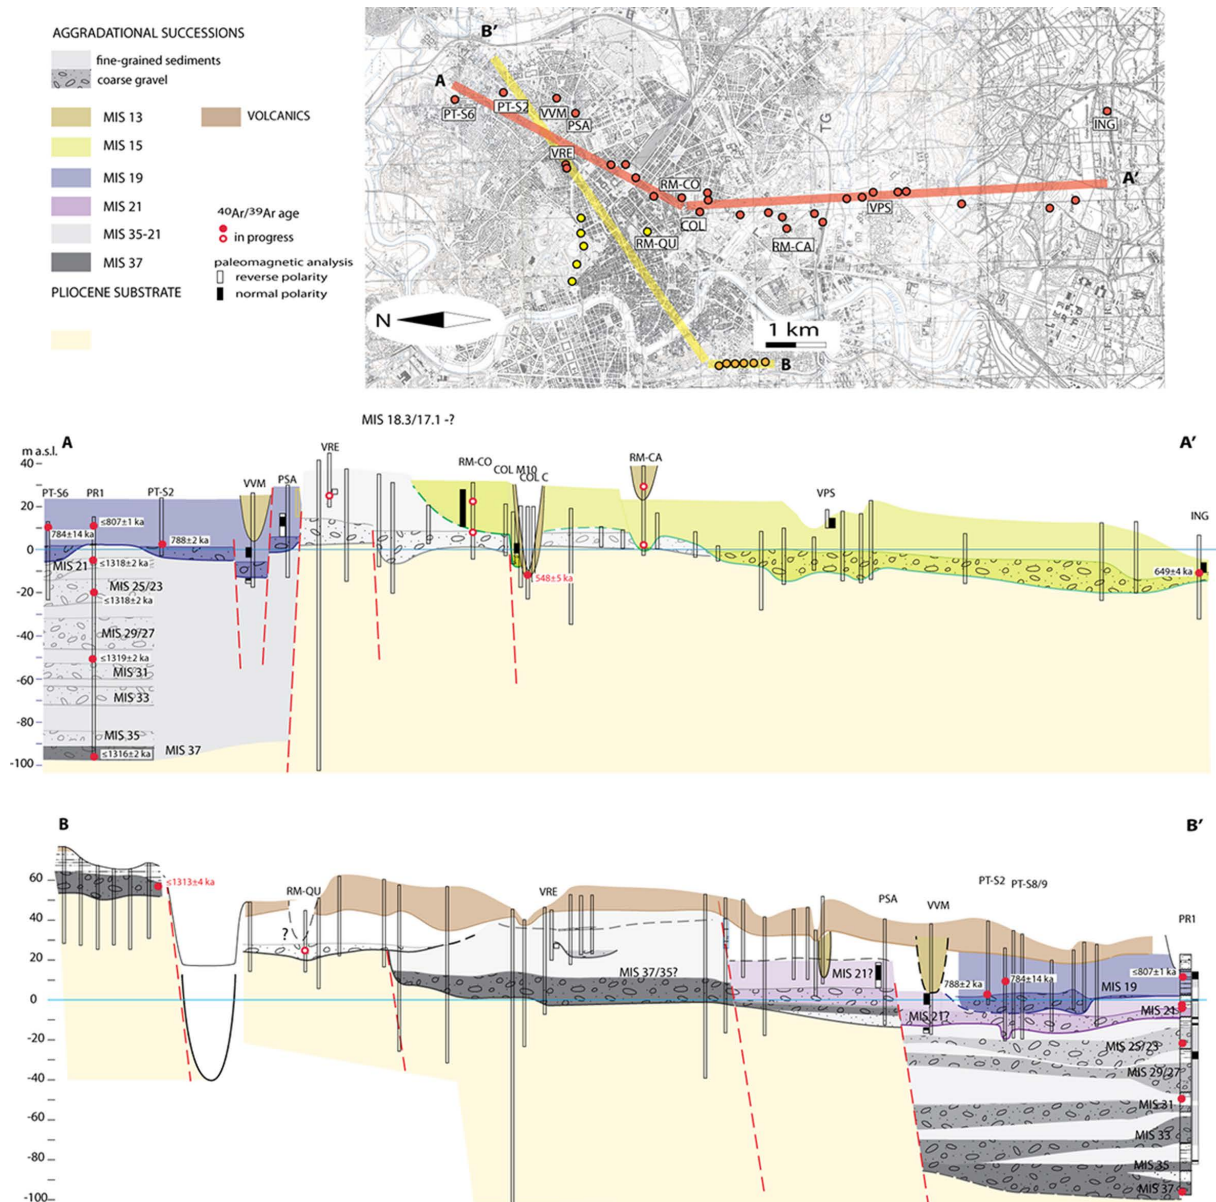 AGGRADATIONAL SUCCESSIONS
fine-grained sediments
coarse gravel
MIS 13
VOLCANICS
MIS 15
MIS 19
MIS 21
MIS 35-21
MIS 37
40Ar/39Ar age
in progress
paleomagnetic analysis
reverse polarity
normal polarity
PLIOCENE SUBSTRATE
B'
A
PT-S6
PT-S2
VVM
PSA
VRE
TG
ING
RM-CO
A'
COL
VPS
RM-QU
RM-CA
N
1 km
B
MIS 18.3/17.1 -?
A
A'
m a.s.l.
40
20
0
-20
-40
-60
-80
-100
PT-S6
PR1
PT-S2
VVM
PSA
VRE
RM-CO
COL M10
COL C
RM-CA
VPS
ING
≤807±1 ka
784±14 ka
788±2 ka
MIS 21
≤1318±2 ka
MIS 25/23
≤1318±2 ka
548±5 ka
649±4 ka
MIS 29/27
≤1319±2 ka
MIS 31
MIS 33
MIS 35
MIS 37
≤1316±2 ka
B
B'
60
40
20
0
-20
-40
-60
-80
-100
≤1313±4 ka
RM-QU
?
VRE
MIS 37/35?
PSA
VVM
PT-S2
PT-S8/9
PR1
MIS 21?
788±2 ka
784±14 ka
≤807±1 ka
MIS 19
MIS 21?
MIS 21
MIS 25/23
MIS 29/27
MIS 31
MIS 33
MIS 35
MIS 37